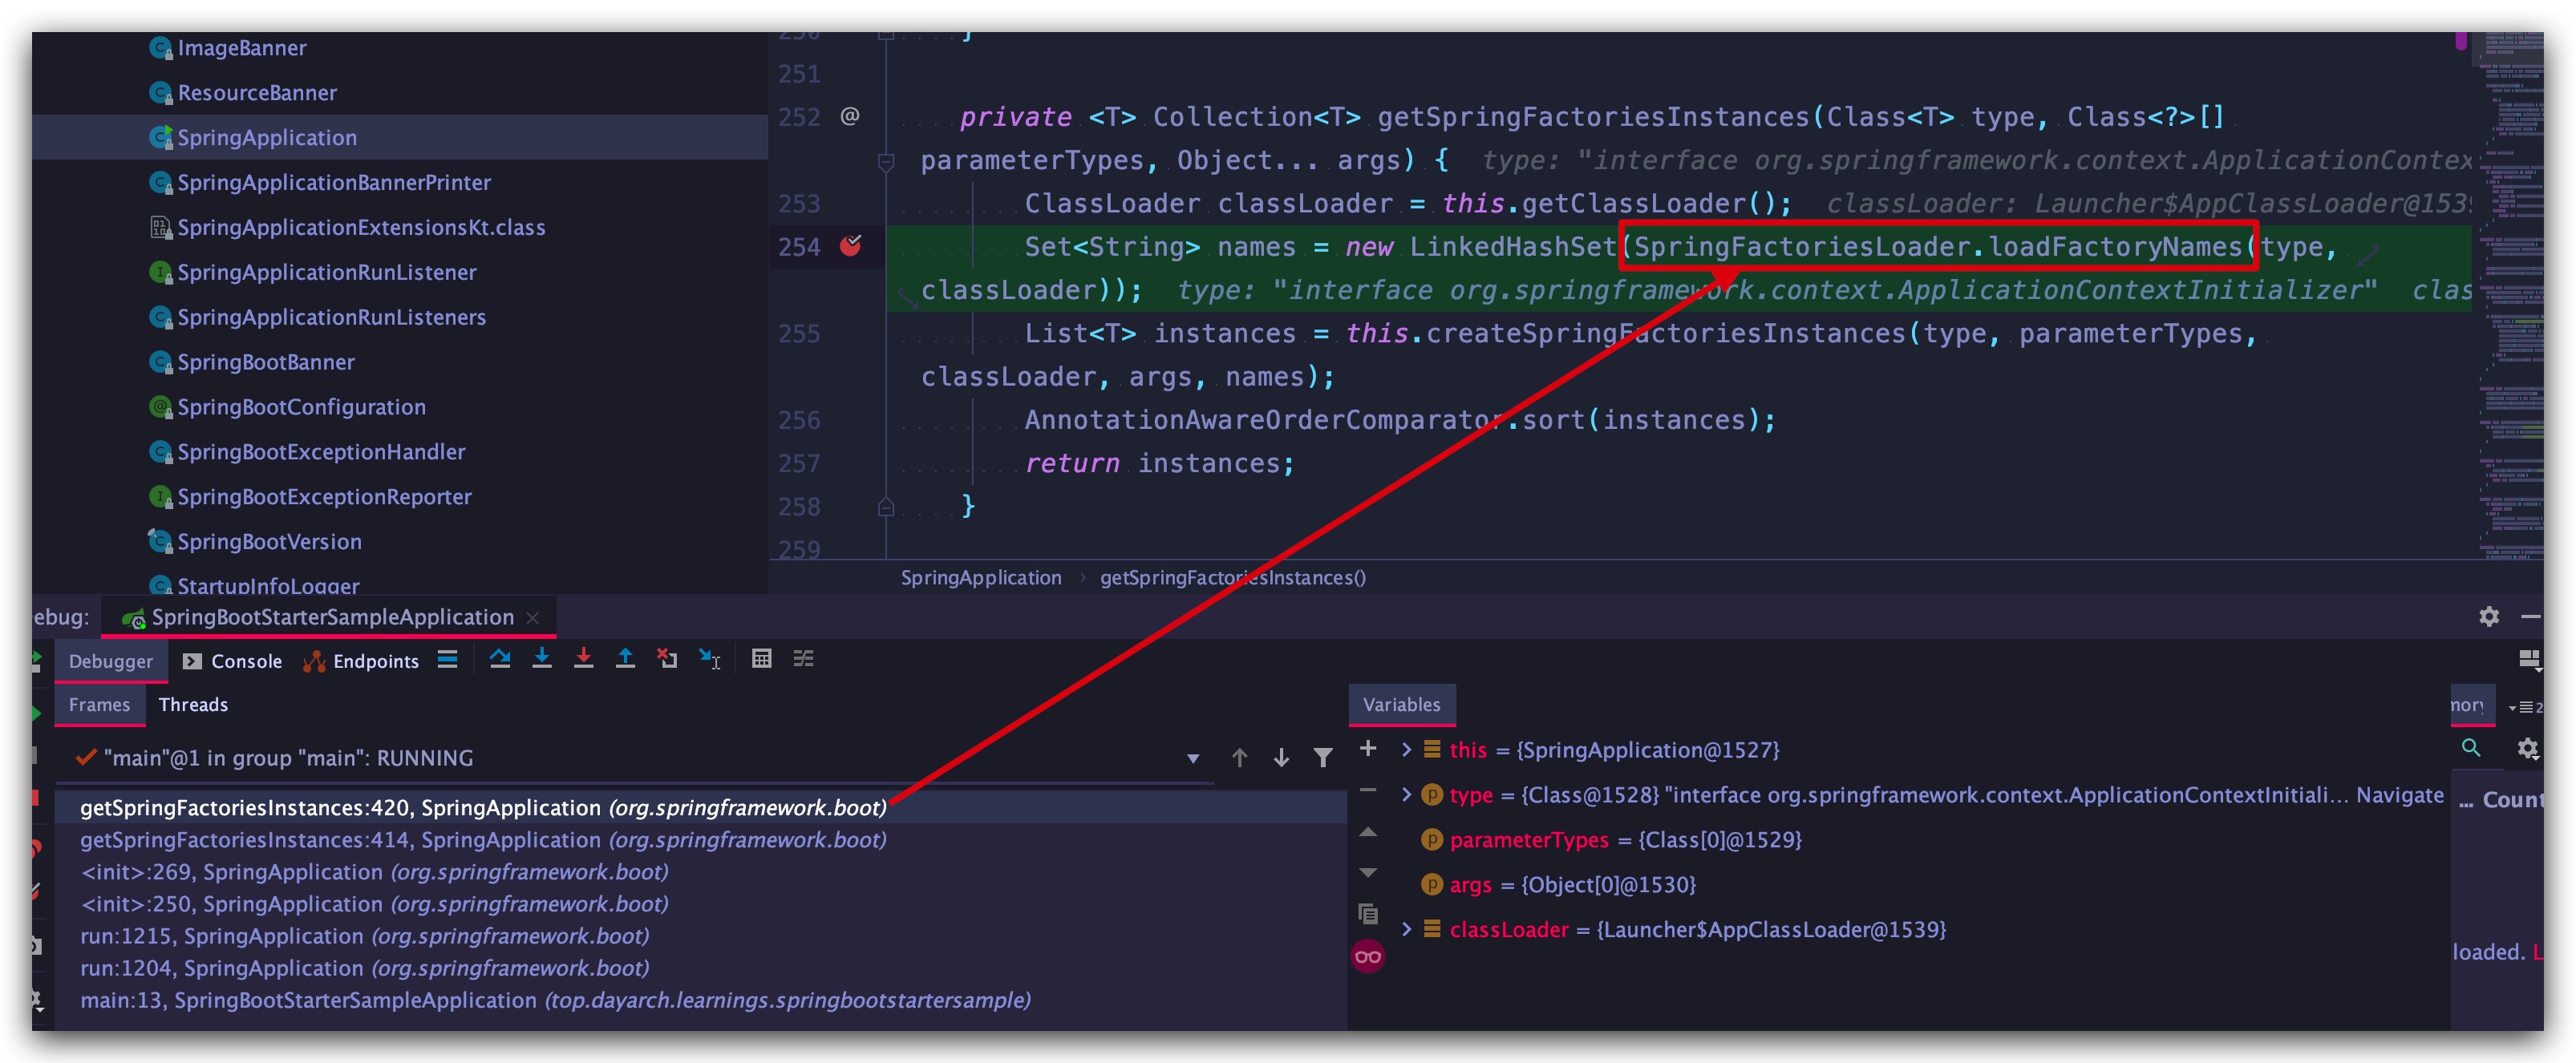 ImageBanner
ResourceBanner
SpringApplication
SpringApplicationBannerPrinter
SpringApplicationExtensionsKt.class
SpringApplicationRunListener
SpringApplicationRunListeners
SpringBootBanner
SpringBootConfiguration
SpringBootExceptionHandler
SpringBootExceptionReporter
SpringBootVersion
StartupInfoLogger
250 }
251
252 @ private <T> Collection<T> getSpringFactoriesInstances(Class<T> type, Class<?>[]
parameterTypes, Object... args) { type: "interface org.springframework.context.ApplicationContex
253 ClassLoader classLoader = this.getClassLoader(); classLoader: Launcher$AppClassLoader@1539
254 Set<String> names = new LinkedHashSet(SpringFactoriesLoader.loadFactoryNames(type,
classLoader)); type: "interface org.springframework.context.ApplicationContextInitializer" clas
255 List<T> instances = this.createSpringFactoriesInstances(type, parameterTypes,
classLoader, args, names);
256 AnnotationAwareOrderComparator.sort(instances);
257 return instances;
258 }
259
SpringApplication › getSpringFactoriesInstances()
ebug: SpringBootStarterSampleApplication ×
Debugger Console Endpoints
Frames Threads
"main"@1 in group "main": RUNNING
getSpringFactoriesInstances:420, SpringApplication (org.springframework.boot)
getSpringFactoriesInstances:414, SpringApplication (org.springframework.boot)
<init>:269, SpringApplication (org.springframework.boot)
<init>:250, SpringApplication (org.springframework.boot)
run:1215, SpringApplication (org.springframework.boot)
run:1204, SpringApplication (org.springframework.boot)
main:13, SpringBootStarterSampleApplication (top.dayarch.learnings.springbootstartersample)
Variables
this = {SpringApplication@1527}
type = {Class@1528} "interface org.springframework.context.ApplicationContextInitiali... Navigate
parameterTypes = {Class[0]@1529}
args = {Object[0]@1530}
classLoader = {Launcher$AppClassLoader@1539}
mory 2
... Count
loaded. L